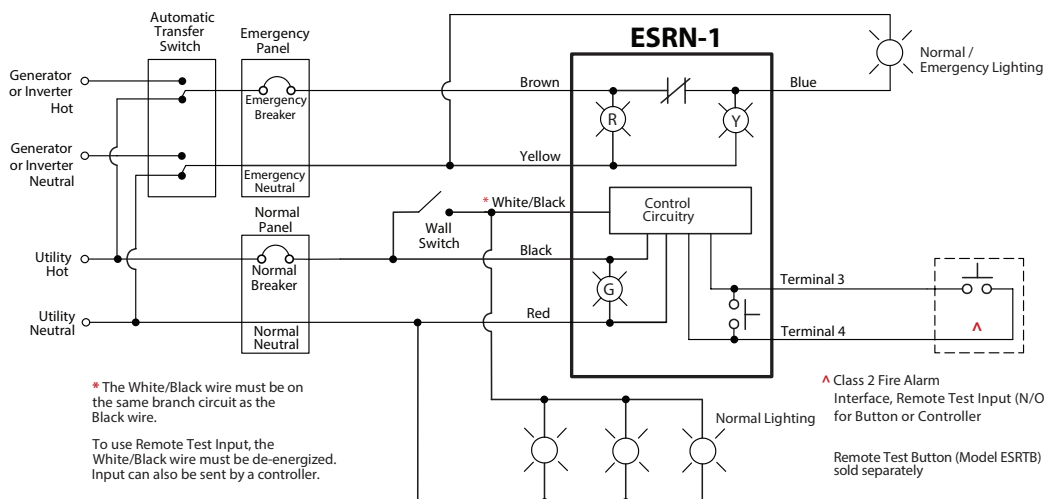 Automatic
Transfer
Switch
Emergency
Panel
ESRN-1
Normal /
Emergency Lighting
Generator
or Inverter
Hot
Emergency
Breaker
Brown
Blue
R
Y
Generator
or Inverter
Neutral
Yellow
Emergency
Neutral
Normal
Panel
* White/Black
Wall
Switch
Control
Circuitry
Utility
Hot
Normal
Breaker
Black
G
Terminal 3
Utility
Neutral
Normal
Neutral
Red
Terminal 4
^
* The White/Black wire must be on
the same branch circuit as the
Black wire.
To use Remote Test Input, the
White/Black wire must be de-energized.
Input can also be sent by a controller.
Normal Lighting
^ Class 2 Fire Alarm
Interface, Remote Test Input (N/O
for Button or Controller
Remote Test Button (Model ESRTB)
sold separately